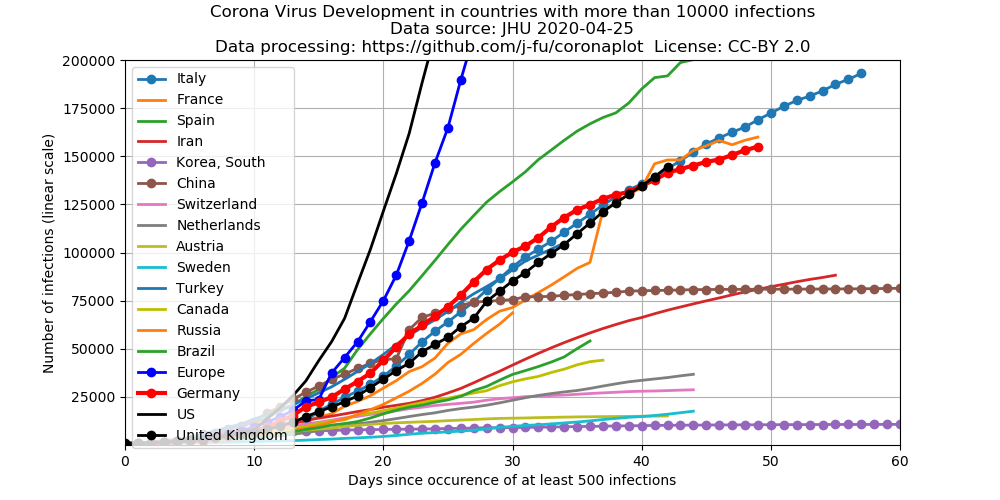 Corona Virus Development in countries with more than 10000 infections
Data source: JHU 2020-04-25
Data processing: https://github.com/j-fu/coronaplot License: CC-BY 2.0
Number of infections (linear scale)
200000
175000
150000
125000
100000
75000
50000
25000
Italy
France
Spain
Iran
Korea, South
China
Switzerland
Netherlands
Austria
Sweden
Turkey
Canada
Russia
Brazil
Europe
Germany
US
United Kingdom
0 10 20 30 40 50 60
Days since occurence of at least 500 infections